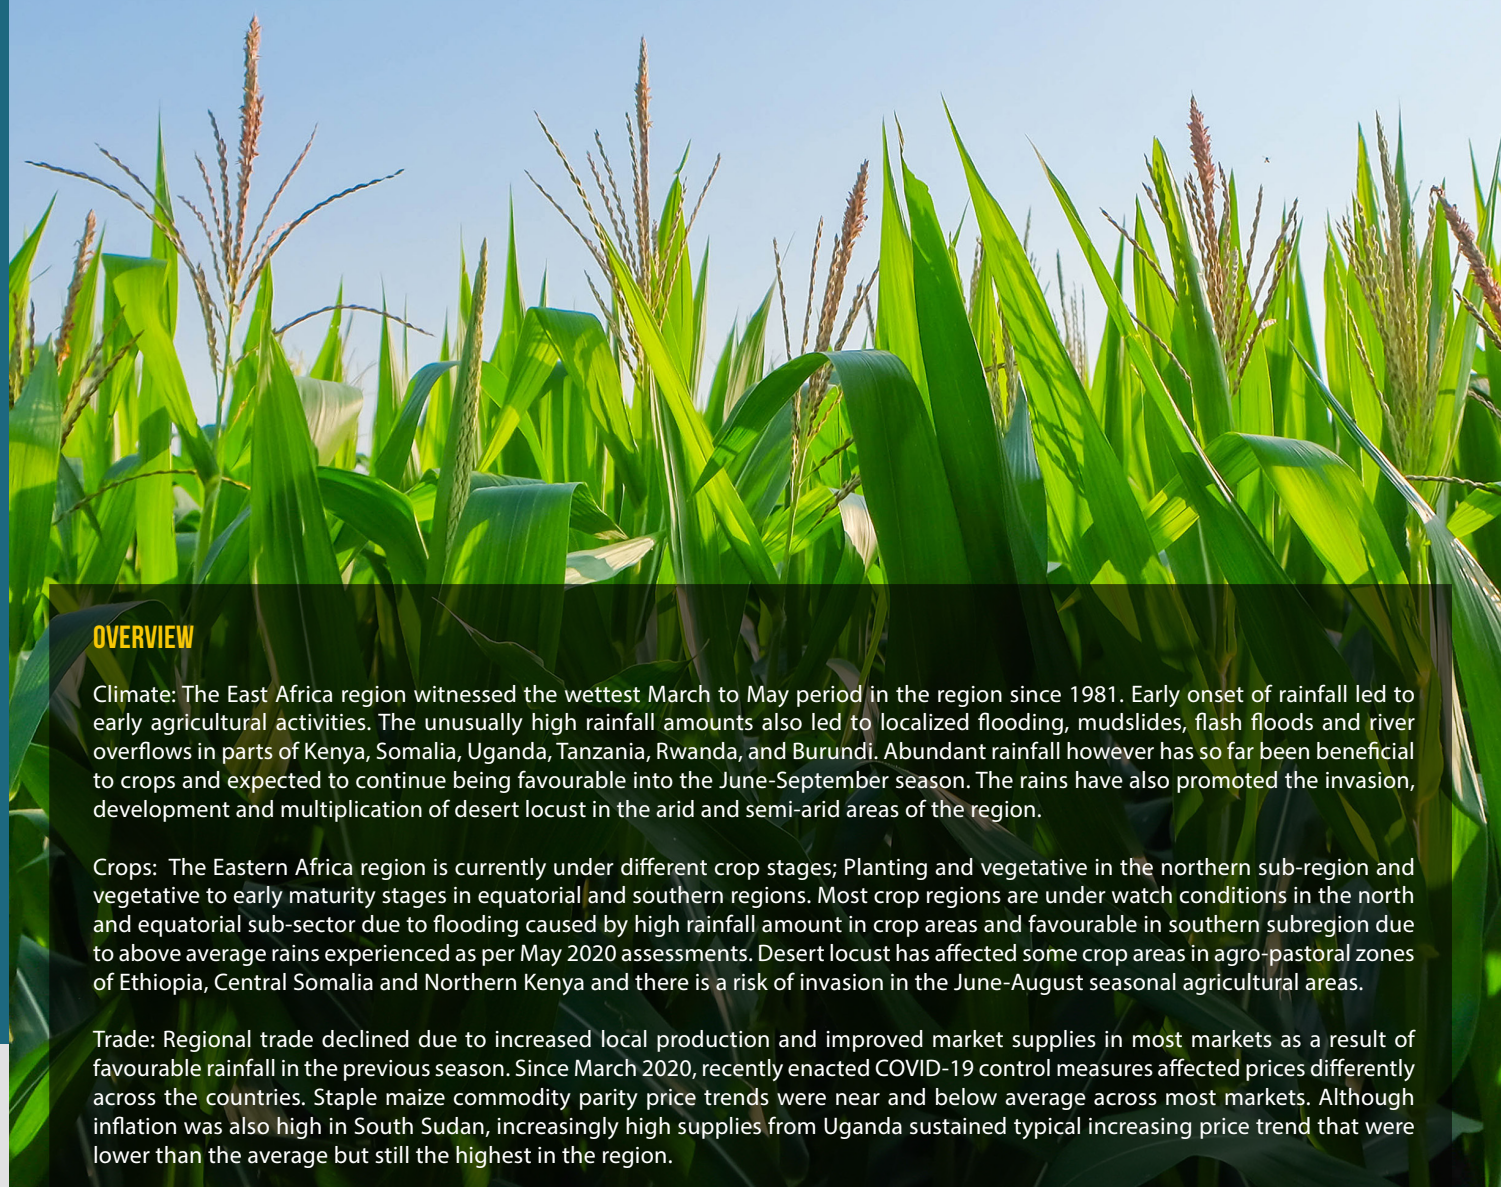 OVERVIEW
Climate: The East Africa region witnessed the wettest March to May period in the region since 1981. Early onset of rainfall led to
early agricultural activities. The unusually high rainfall amounts also led to localized flooding, mudslides, flash floods and river
overflows in parts of Kenya, Somalia, Uganda, Tanzania, Rwanda, and Burundi. Abundant rainfall however has so far been beneficial
to crops and expected to continue being favourable into the June-September season. The rains have also promoted the invasion,
development and multiplication of desert locust in the arid and semi-arid areas of the region.
Crops: The Eastern Africa region is currently under different crop stages; Planting and vegetative in the northern sub-region and
vegetative to early maturity stages in equatorial and southern regions. Most crop regions are under watch conditions in the north
and equatorial sub-sector due to flooding caused by high rainfall amount in crop areas and favourable in southern subregion due
to above average rains experienced as per May 2020 assessments. Desert locust has affected some crop areas in agro-pastoral zones
of Ethiopia, Central Somalia and Northern Kenya and there is a risk of invasion in the June-August seasonal agricultural areas.
Trade: Regional trade declined due to increased local production and improved market supplies in most markets as a result of
favourable rainfall in the previous season. Since March 2020, recently enacted COVID-19 control measures affected prices differently
across the countries. Staple maize commodity parity price trends were near and below average across most markets. Although
inflation was also high in South Sudan, increasingly high supplies from Uganda sustained typical increasing price trend that were
lower than the average but still the highest in the region.